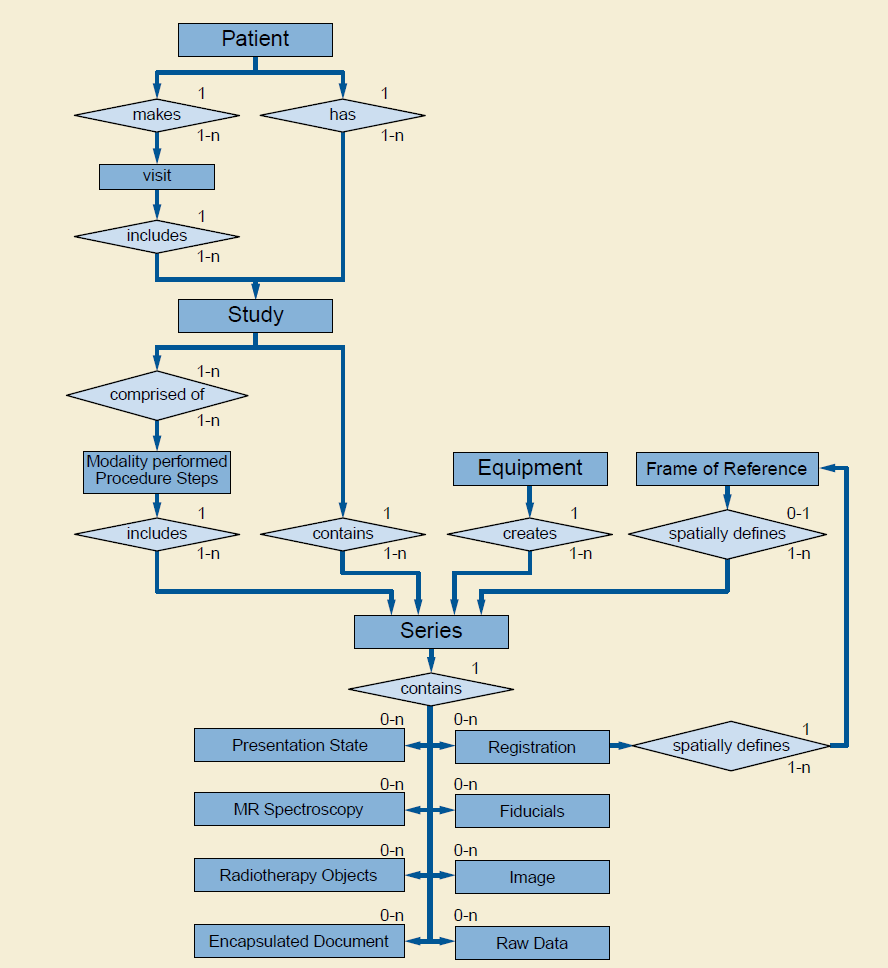 Patient
1
1
makes
has
1-n
1-n
visit
1
includes
1-n
Study
1-n
comprised of
1-n
Modality performed
Procedure Steps
Equipment
Frame of Reference
1
1
1
0-1
includes
contains
creates
spatially defines
1-n
1-n
1-n
1-n
Series
1
contains
0-n
0-n
1
Presentation State
Registration
spatially defines
1-n
0-n
0-n
MR Spectroscopy
Fiducials
0-n
0-n
Radiotherapy Objects
Image
0-n
0-n
Encapsulated Document
Raw Data